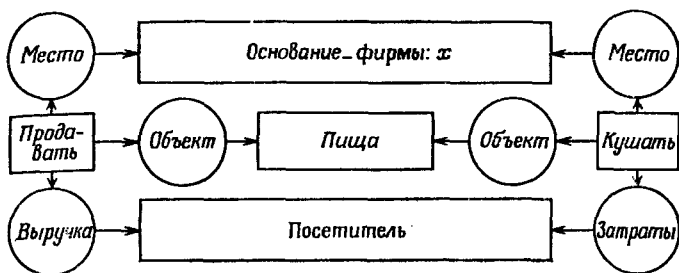 Место
Основание_фирмы: x
Место
Прода-
вать
Объект
Пища
Объект
Кушать
Выручка
Посетитель
Затраты